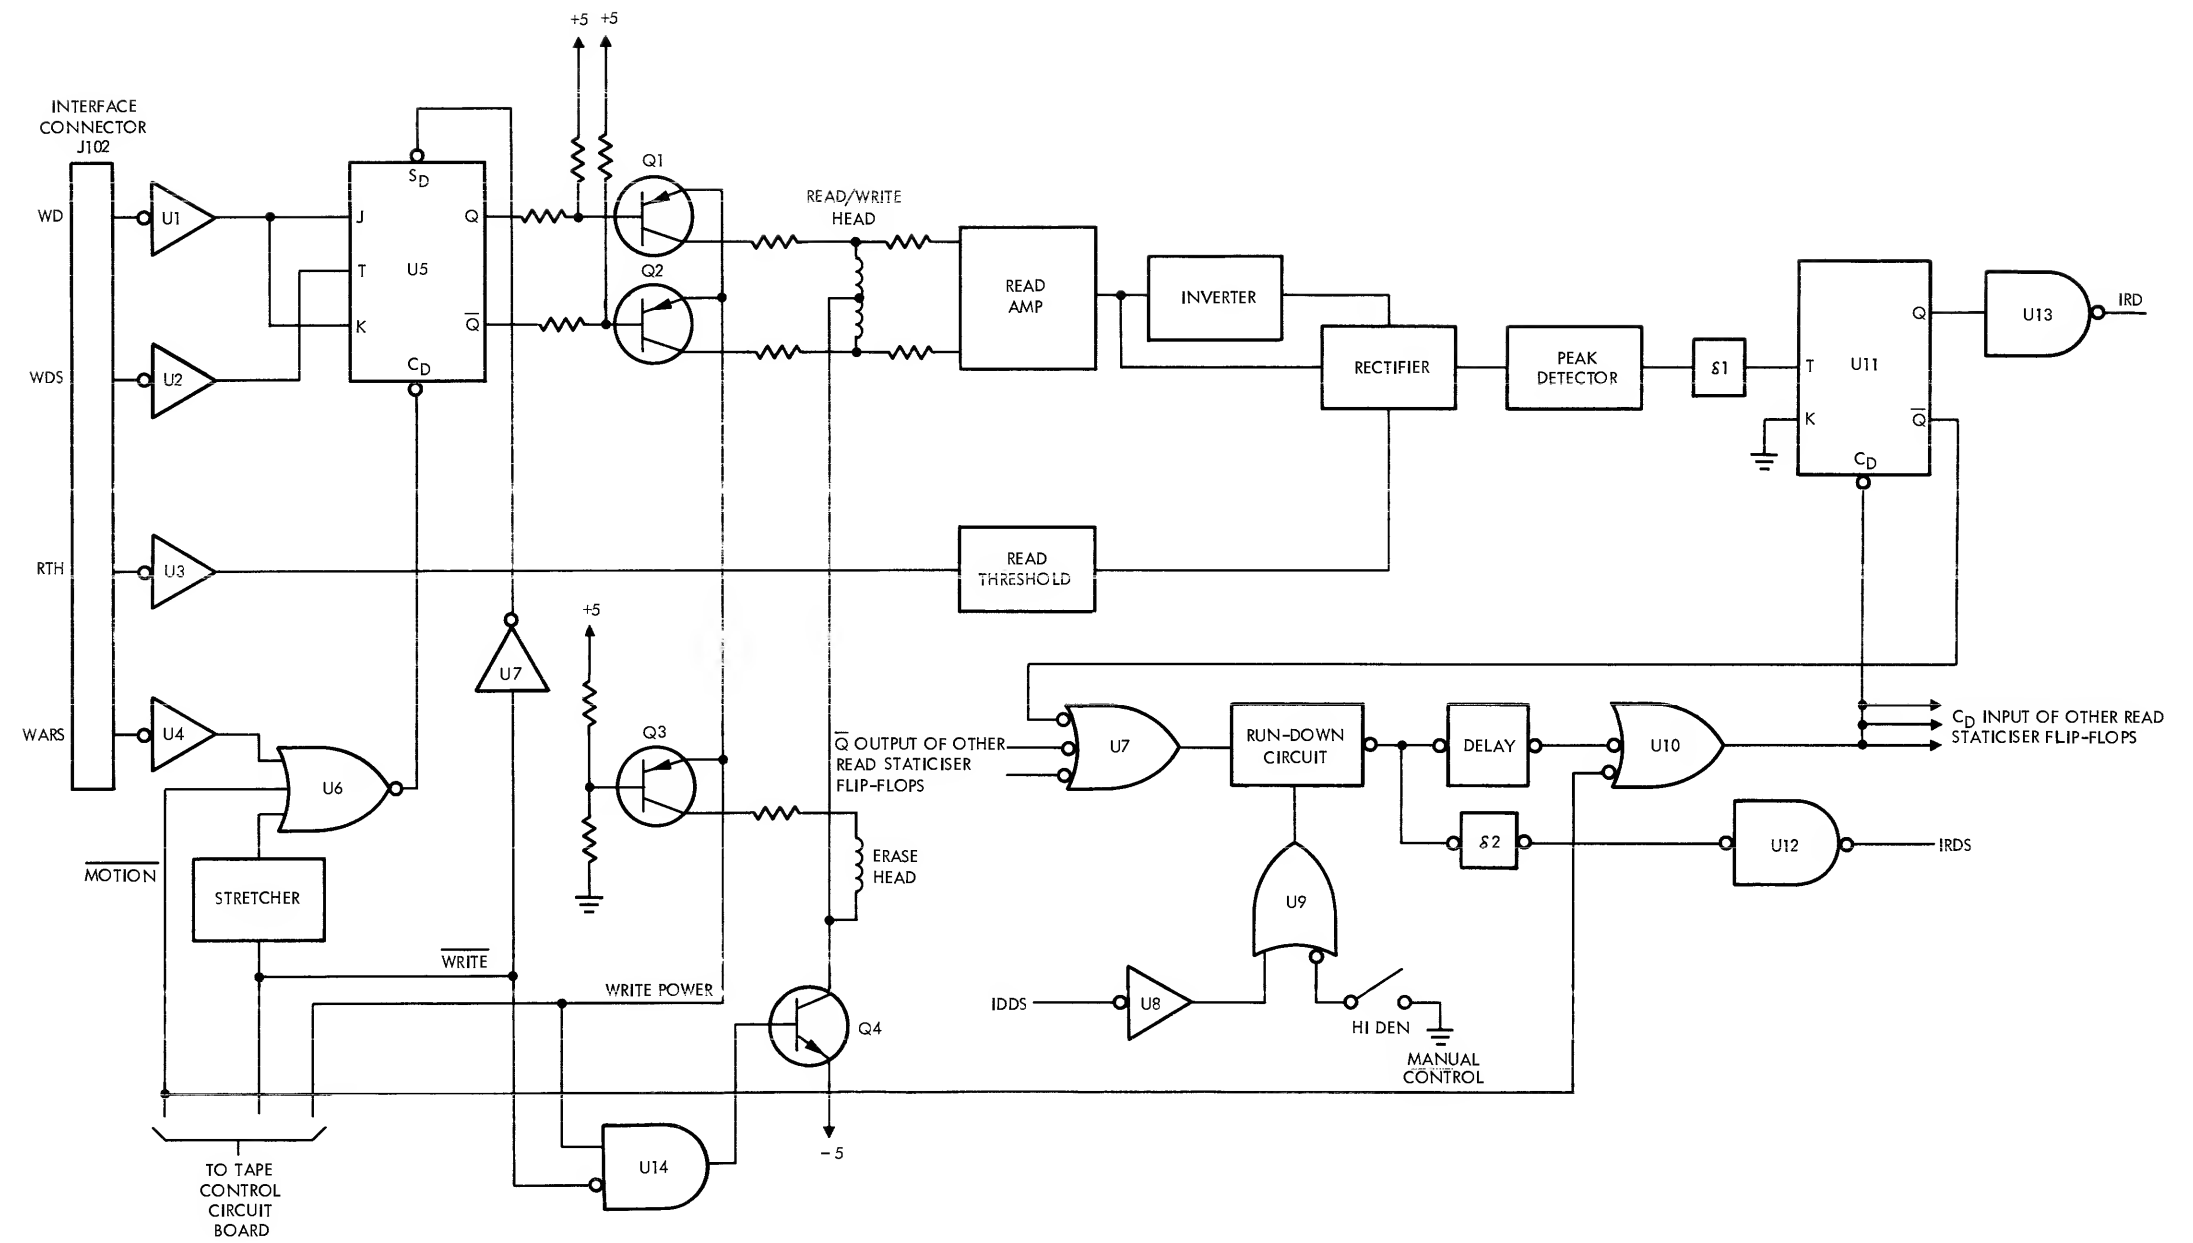 +5 +5
INTERFACE
CONNECTOR
J102
WD
U1
WDS
U2
RTH
U3
WARS
U4
SD
J
Q
T
U5
K
Q̅
CD
Q1
Q2
READ/WRITE
HEAD
READ
AMP
INVERTER
RECTIFIER
PEAK
DETECTOR
δ1
T
U11
Q
K
Q̅
CD
U13
IRD
READ
THRESHOLD
U7
+5
Q3
U6
MOTION
STRETCHER
WRITE
WRITE POWER
ERASE
HEAD
Q4
-5
U14
TO TAPE
CONTROL
CIRCUIT
BOARD
Q̅ OUTPUT OF OTHER
READ STATICISER
FLIP-FLOPS
U7
RUN-DOWN
CIRCUIT
DELAY
U10
CD INPUT OF OTHER READ
STATICISER FLIP-FLOPS
δ2
U12
IRDS
U9
IDDS
U8
HI DEN
MANUAL
CONTROL